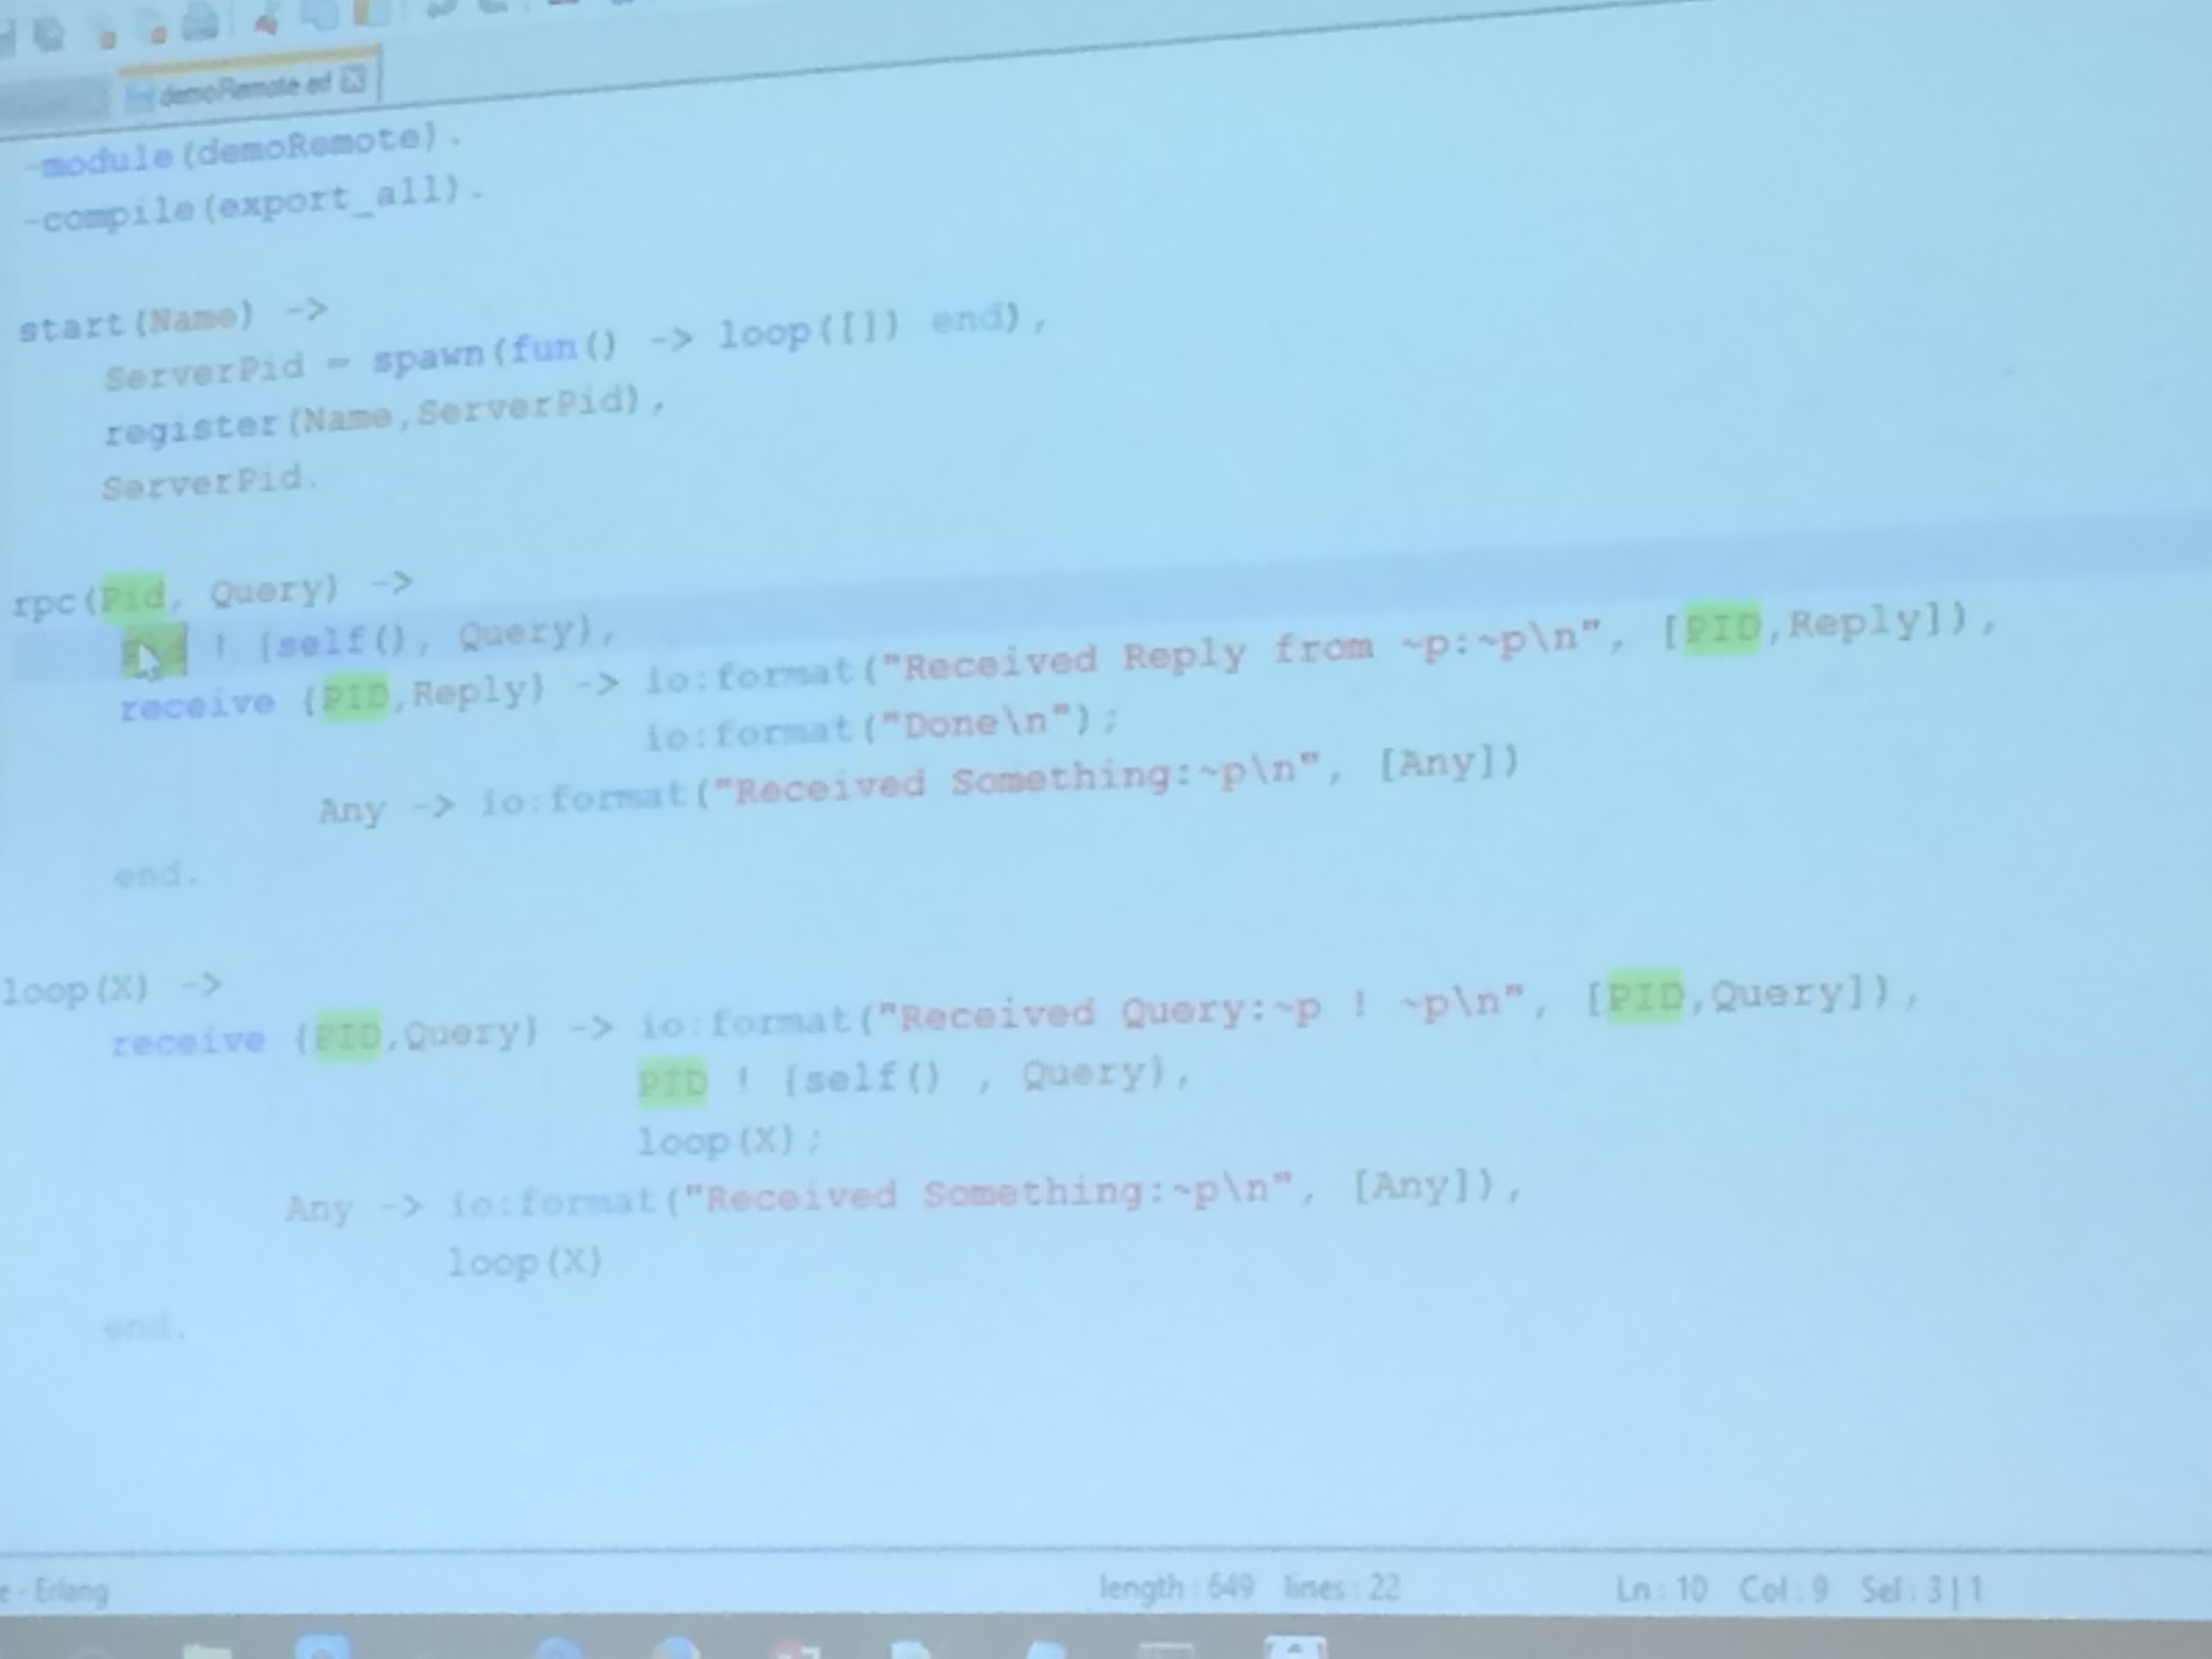 demoRemote.erl
-module(demoRemote).
-compile(export_all).
start(Name) ->
ServerPid = spawn(fun() -> loop([]) end),
register(Name,ServerPid),
ServerPid.
rpc(Pid, Query) ->
Pid ! {self(), Query},
receive {PID,Reply} -> io:format("Received Reply from ~p:~p\n", [PID,Reply]),
io:format("Done\n");
Any -> io:format("Received Something:~p\n", [Any])
end.
loop(X) ->
receive {PID,Query} -> io:format("Received Query:~p ! ~p\n", [PID,Query]),
PID ! {self() , Query},
loop(X);
Any -> io:format("Received Something:~p\n", [Any]),
loop(X)
end.
e - Erlang length : 649 lines : 22 Ln : 10 Col : 9 Sel : 3 | 1